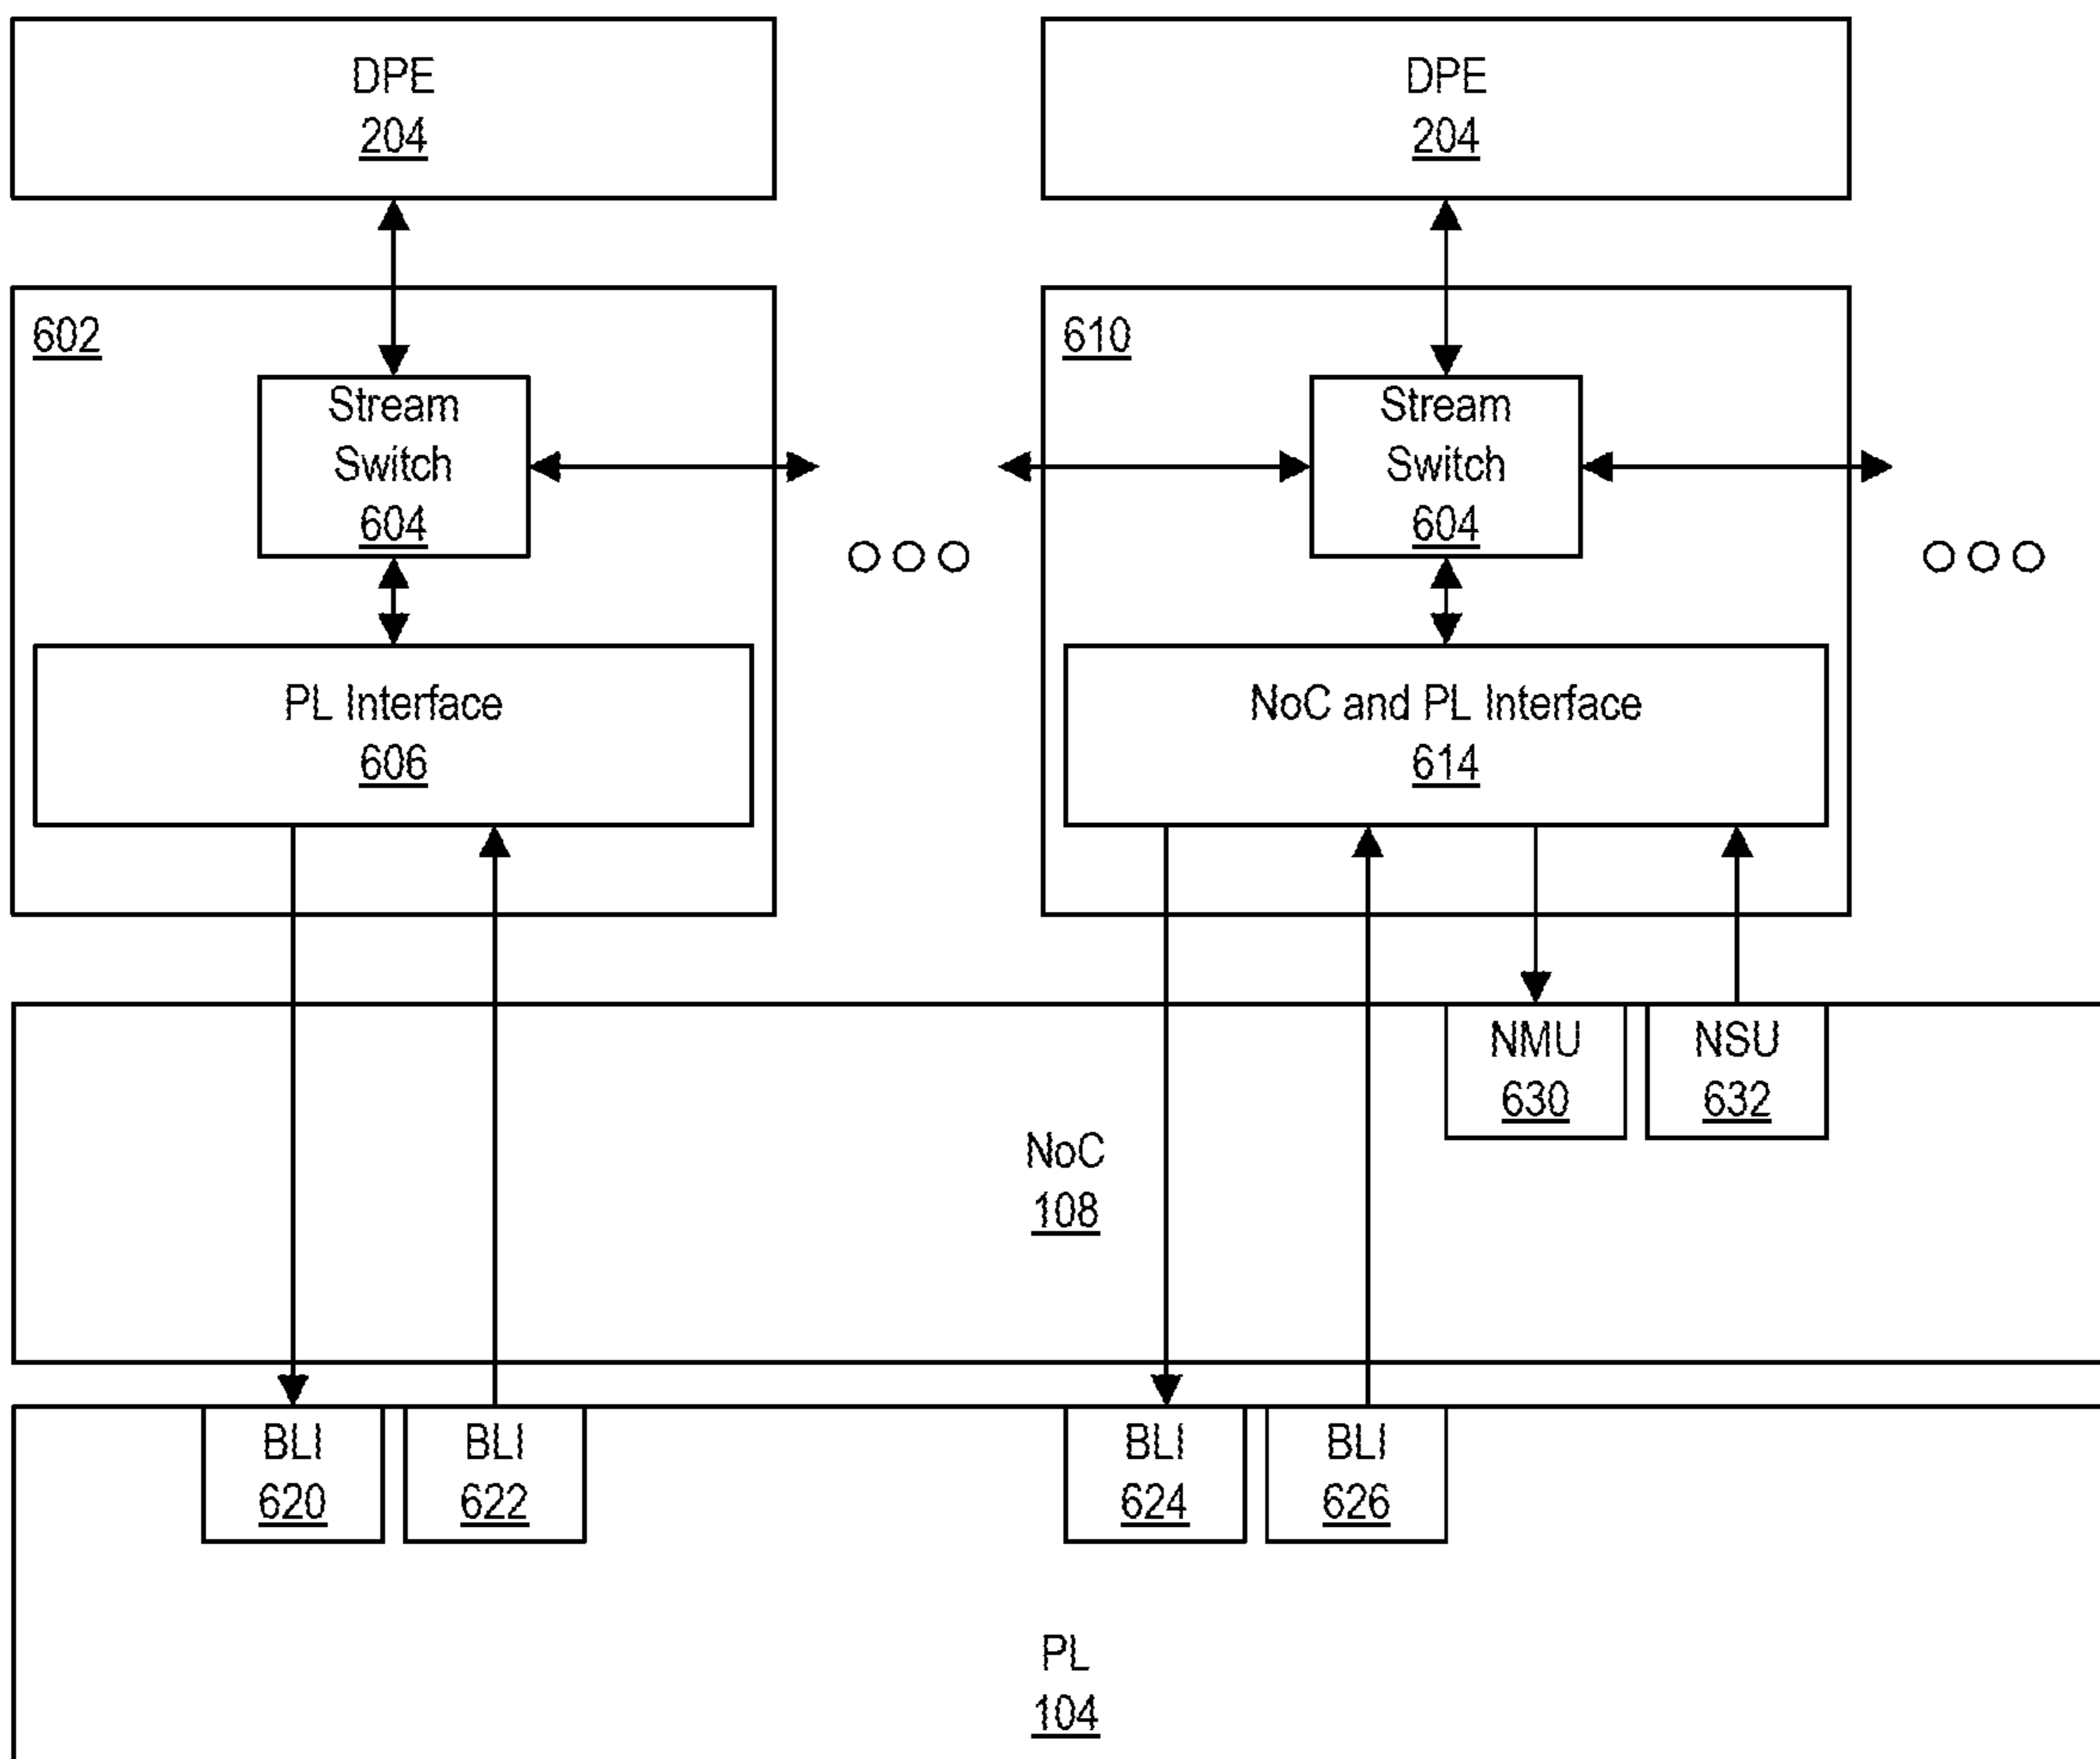 DPE
204
DPE
204
602
Stream
Switch
604
610
Stream
Switch
604
PL Interface
606
NoC and PL Interface
614
NMU
630
NSU
632
NoC
108
BLI
620
BLI
622
BLI
624
BLI
626
PL
104